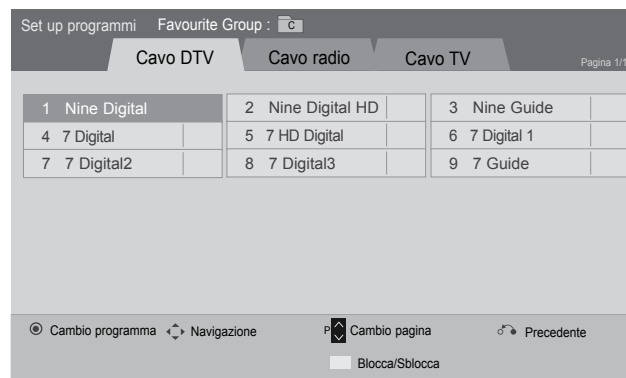 Set up programmi Favourite Group : C
Cavo DTV Cavo radio Cavo TV Pagina 1/1
1 Nine Digital 2 Nine Digital HD 3 Nine Guide
4 7 Digital 5 7 HD Digital 6 7 Digital 1
7 7 Digital2 8 7 Digital3 9 7 Guide
Cambio programma Navigazione P Cambio pagina Precedente
Blocca/Sblocca